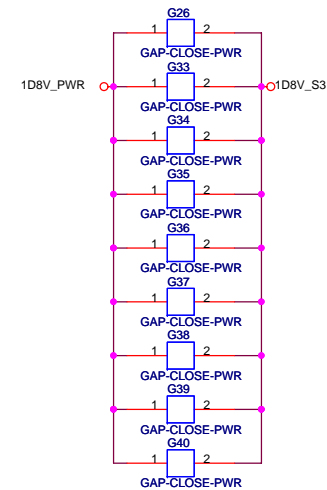 G26
1 2
GAP-CLOSE-PWR
G33
1D8V_PWR 1 2 1D8V_S3
GAP-CLOSE-PWR
G34
1 2
GAP-CLOSE-PWR
G35
1 2
GAP-CLOSE-PWR
G36
1 2
GAP-CLOSE-PWR
G37
1 2
GAP-CLOSE-PWR
G38
1 2
GAP-CLOSE-PWR
G39
1 2
GAP-CLOSE-PWR
G40
1 2
GAP-CLOSE-PWR